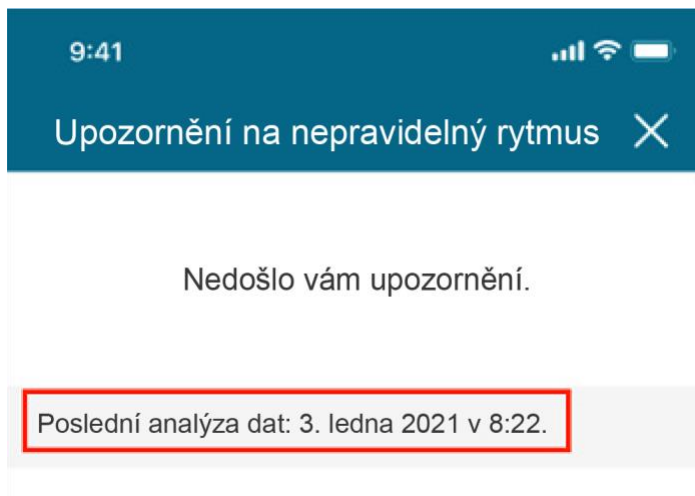 9:41
Upozornění na nepravidelný rytmus
Nedošlo vám upozornění.
Poslední analýza dat: 3. ledna 2021 v 8:22.